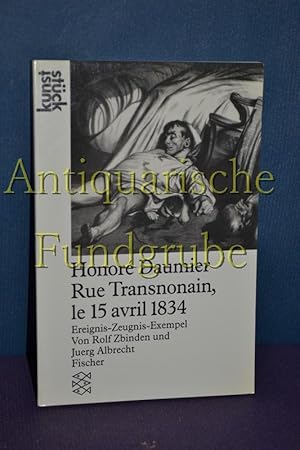 kunst
stück
Antiquarische
Fundgrube
Honoré Daumier
Rue Transnonain,
le 15 avril 1834
Ereignis-Zeugnis-Exempel
Von Rolf Zbinden und
Juerg Albrecht
Fischer